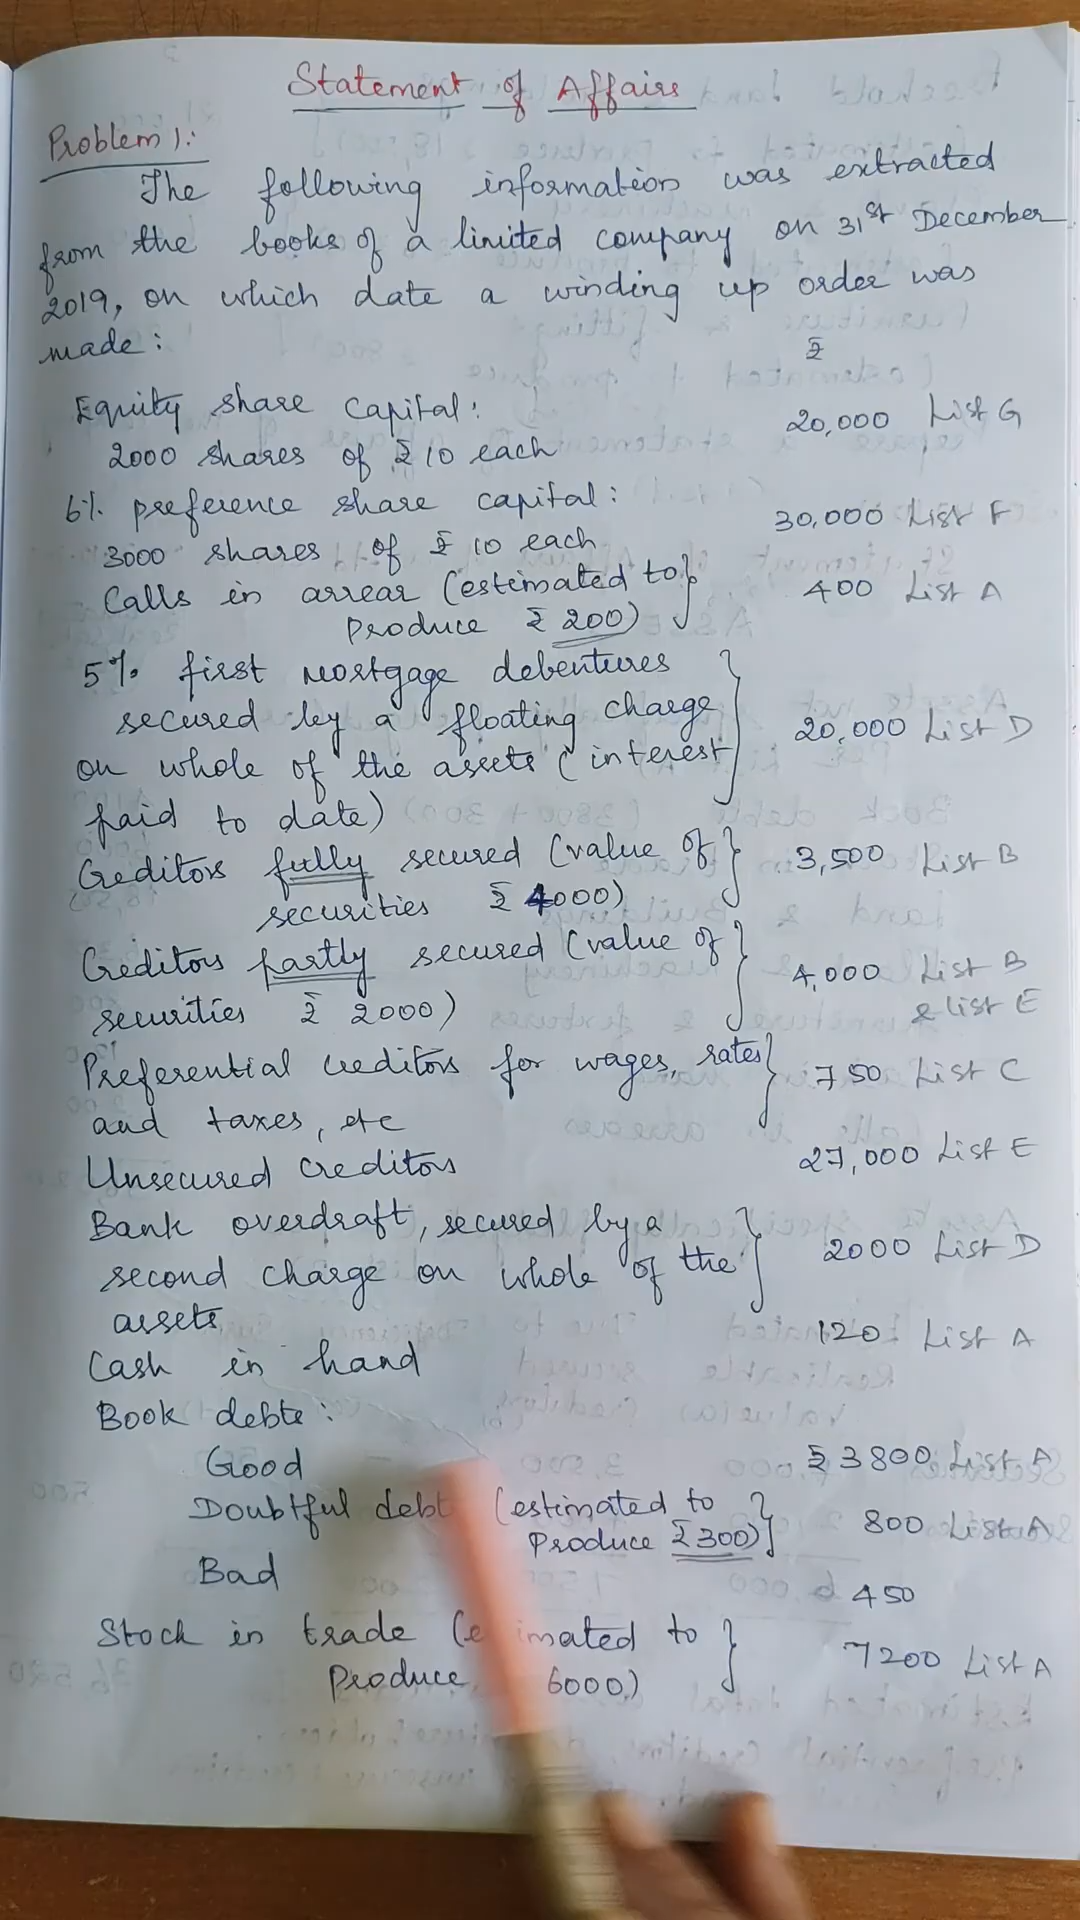 Statement of Affairs
Problem 1:
The following information was extracted
from the books of a limited company on 31st December
2019, on which date a winding up order was
made:
₹
Equity share capital:
2000 shares of ₹ 10 each 20,000 List G
6% preference share capital:
3000 shares of ₹ 10 each 30,000 List F
Calls in arrear (estimated to
Produce ₹ 200) 400 List A
5% first Mortgage debentures
secured by a floating charge
on whole of the assets (interest 20,000 List D
paid to date)
Creditors fully secured (value of 3,500 List B
securities ₹ 4000)
Creditors partly secured (value of 4,000 List B
securities ₹ 2000) & List E
Preferential creditors for wages, rates 750 List C
and taxes, etc
Unsecured creditors 27,000 List E
Bank overdraft, secured by a
second charge on whole of the 2000 List D
assets
Cash in hand 120 List A
Book debts:
Good ₹ 3800 List A
Doubtful debt (estimated to 800 List A
Produce ₹ 300)
Bad 450
Stock in trade to 7200 List A
Produce 6000)